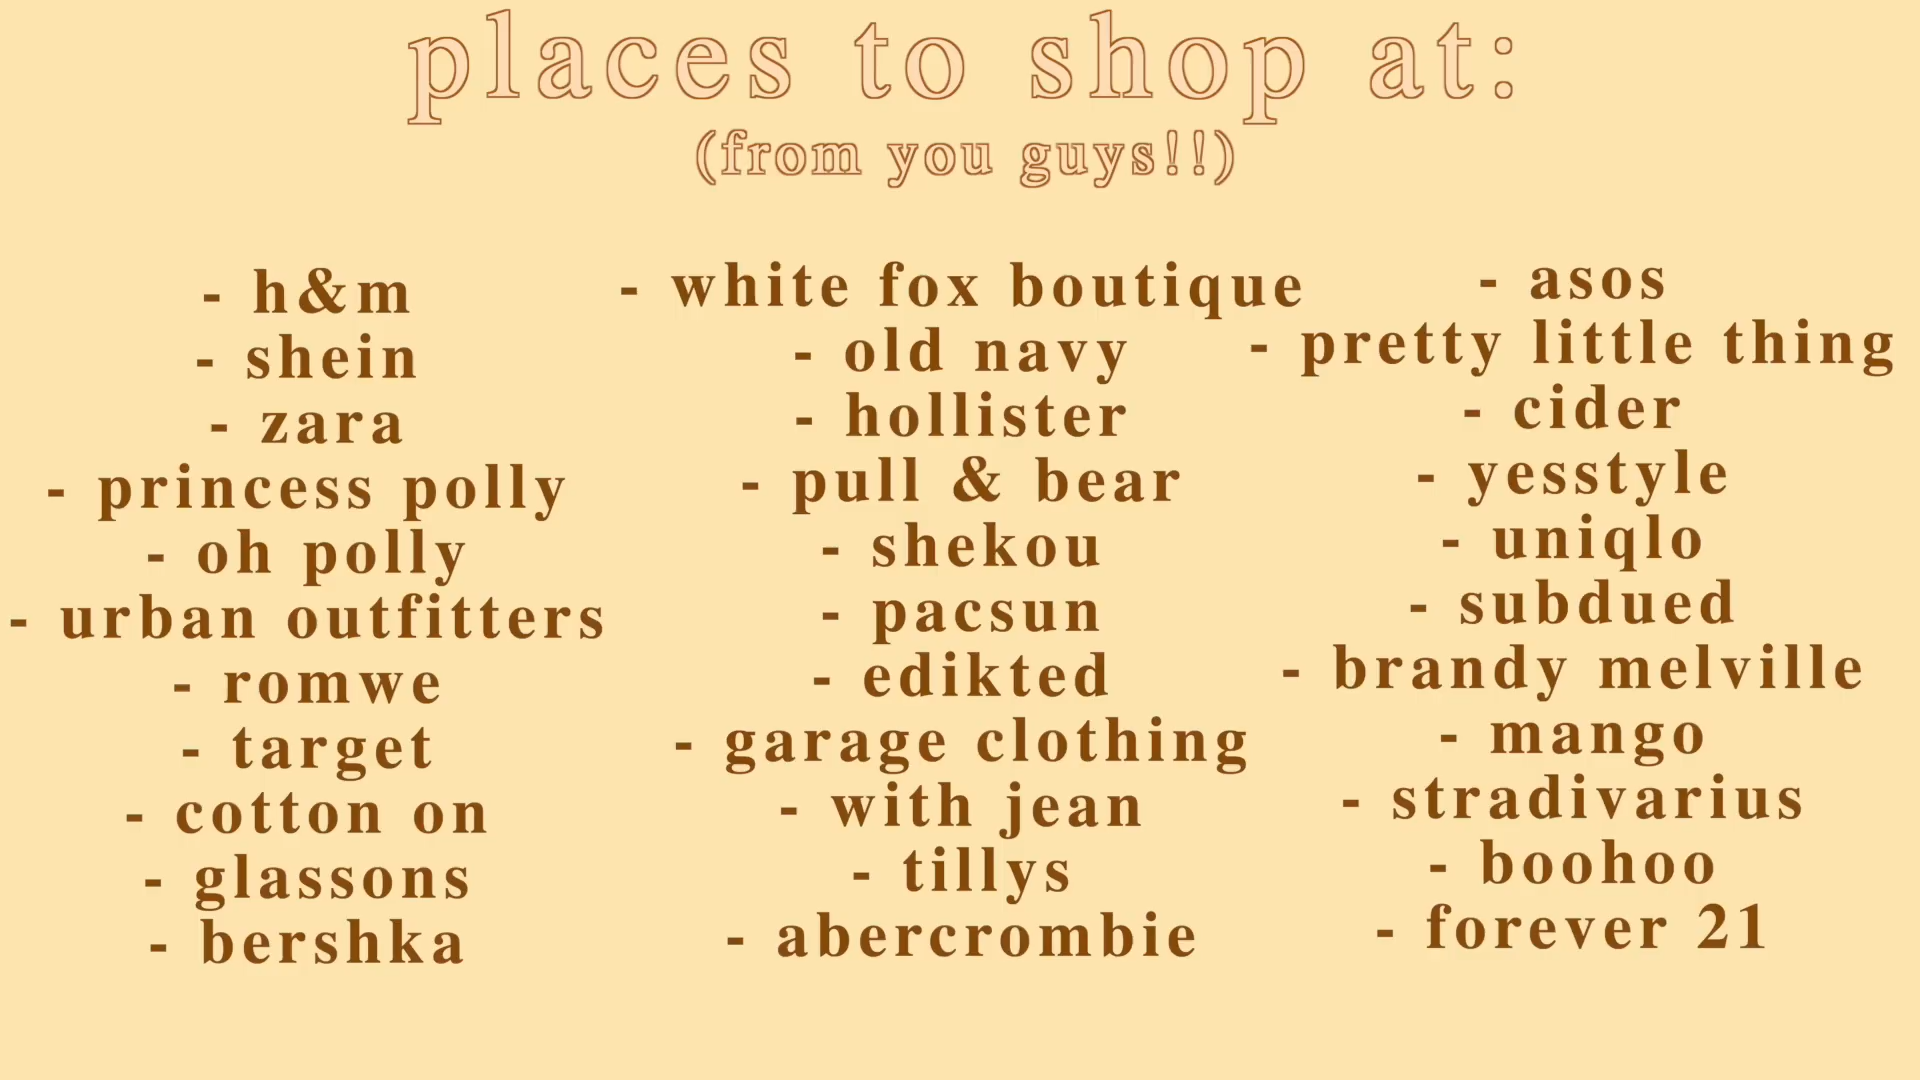 places to shop at:
(from you guys!!)
- h&m
- shein
- zara
- princess polly
- oh polly
- urban outfitters
- romwe
- target
- cotton on
- glassons
- bershka
- white fox boutique
- old navy
- hollister
- pull & bear
- shekou
- pacsun
- edikted
- garage clothing
- with jean
- tillys
- abercrombie
- asos
- pretty little thing
- cider
- yesstyle
- uniqlo
- subdued
- brandy melville
- mango
- stradivarius
- boohoo
- forever 21